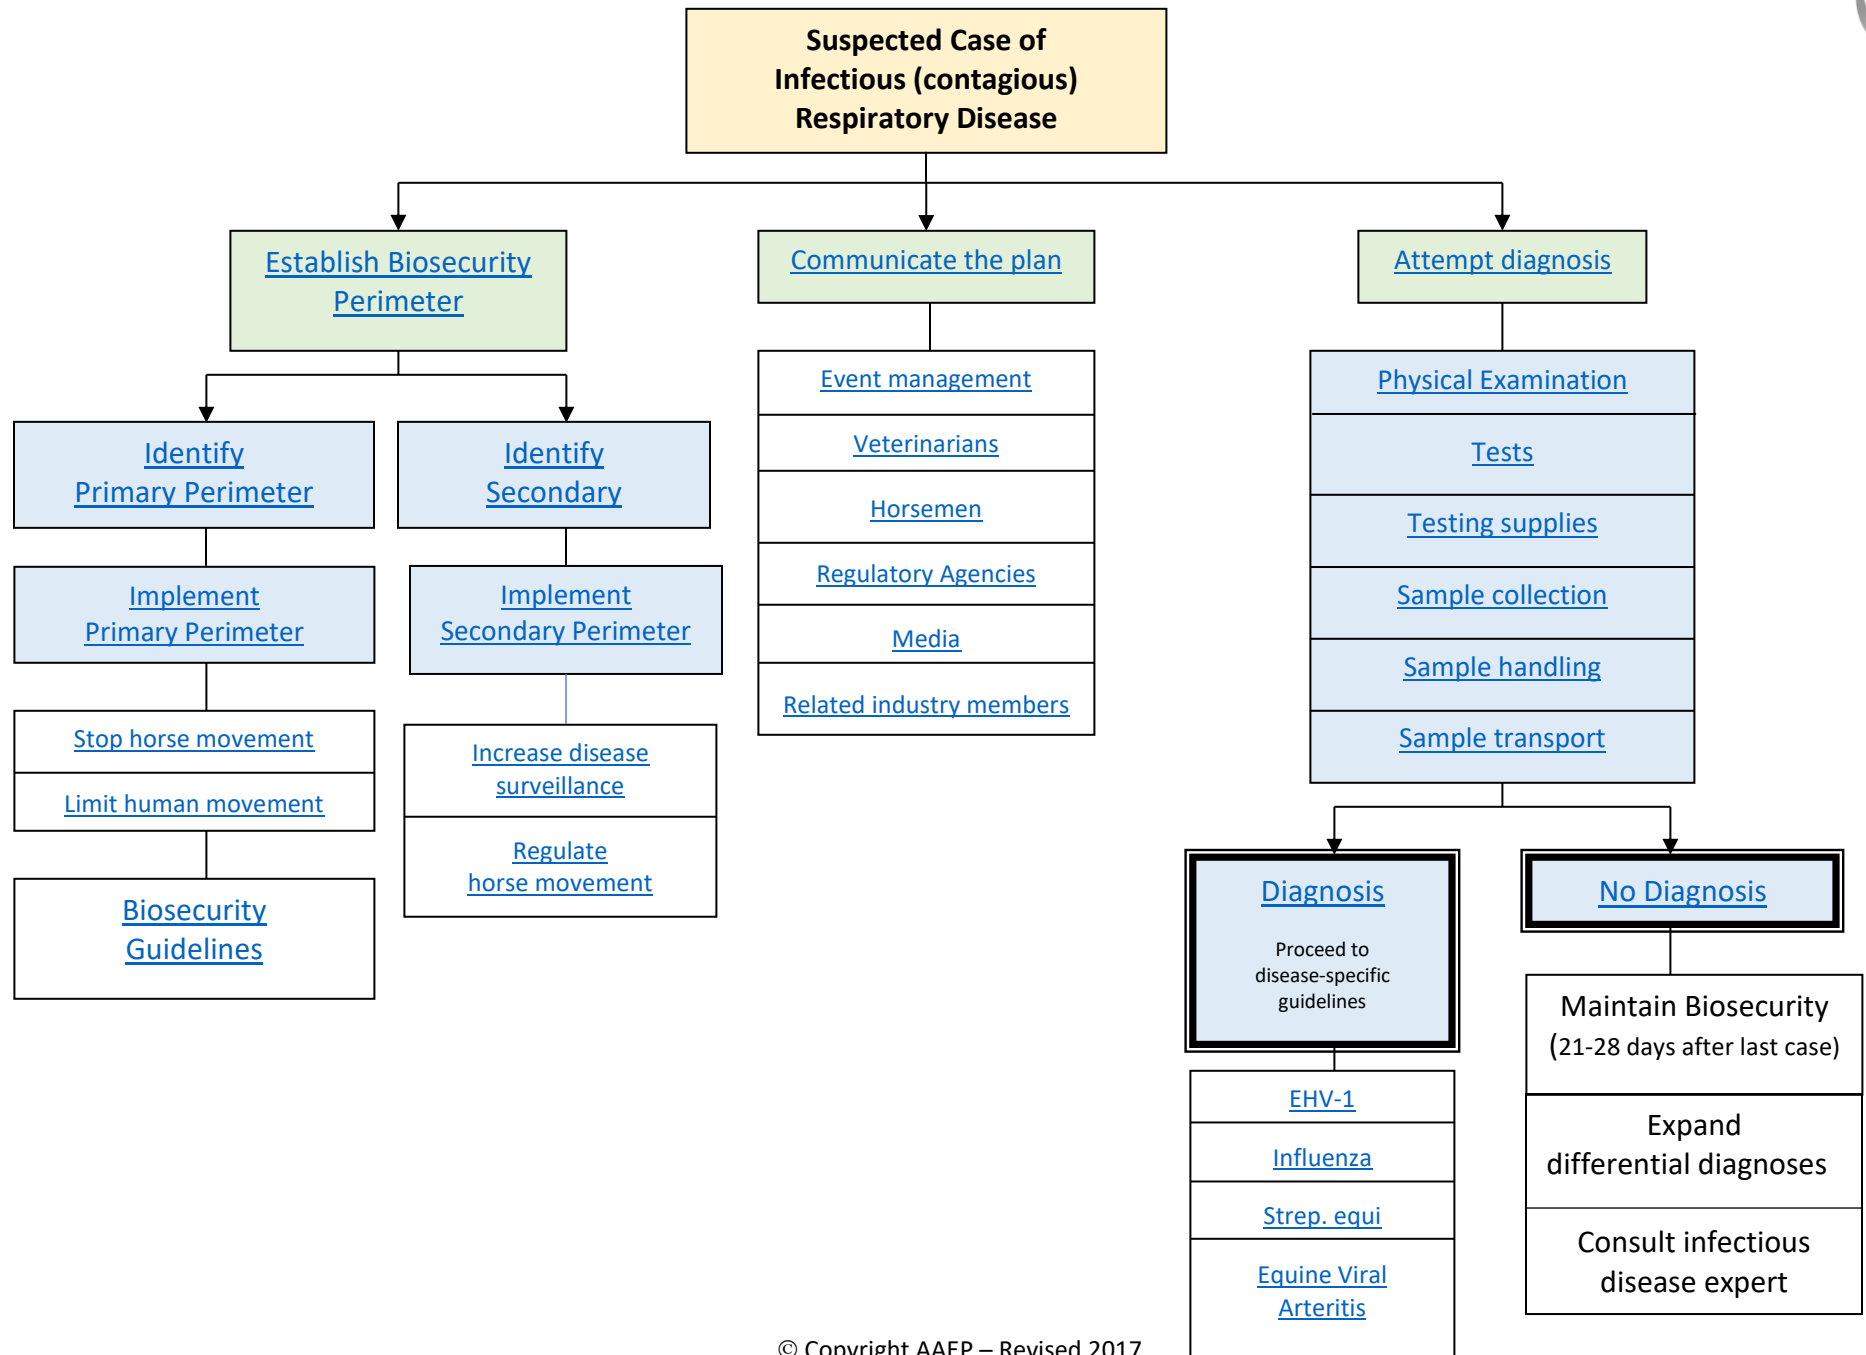 Suspected Case of
Infectious (contagious)
Respiratory Disease
Establish Biosecurity
Perimeter
Communicate the plan
Attempt diagnosis
Identify
Primary Perimeter
Identify
Secondary
Implement
Primary Perimeter
Implement
Secondary Perimeter
Stop horse movement
Limit human movement
Biosecurity
Guidelines
Increase disease
surveillance
Regulate
horse movement
Event management
Veterinarians
Horsemen
Regulatory Agencies
Media
Related industry members
Physical Examination
Tests
Testing supplies
Sample collection
Sample handling
Sample transport
Diagnosis
Proceed to
disease-specific
guidelines
EHV-1
Influenza
Strep. equi
Equine Viral
Arteritis
No Diagnosis
Maintain Biosecurity
(21-28 days after last case)
Expand
differential diagnoses
Consult infectious
disease expert
© Copyright AAEP – Revised 2017